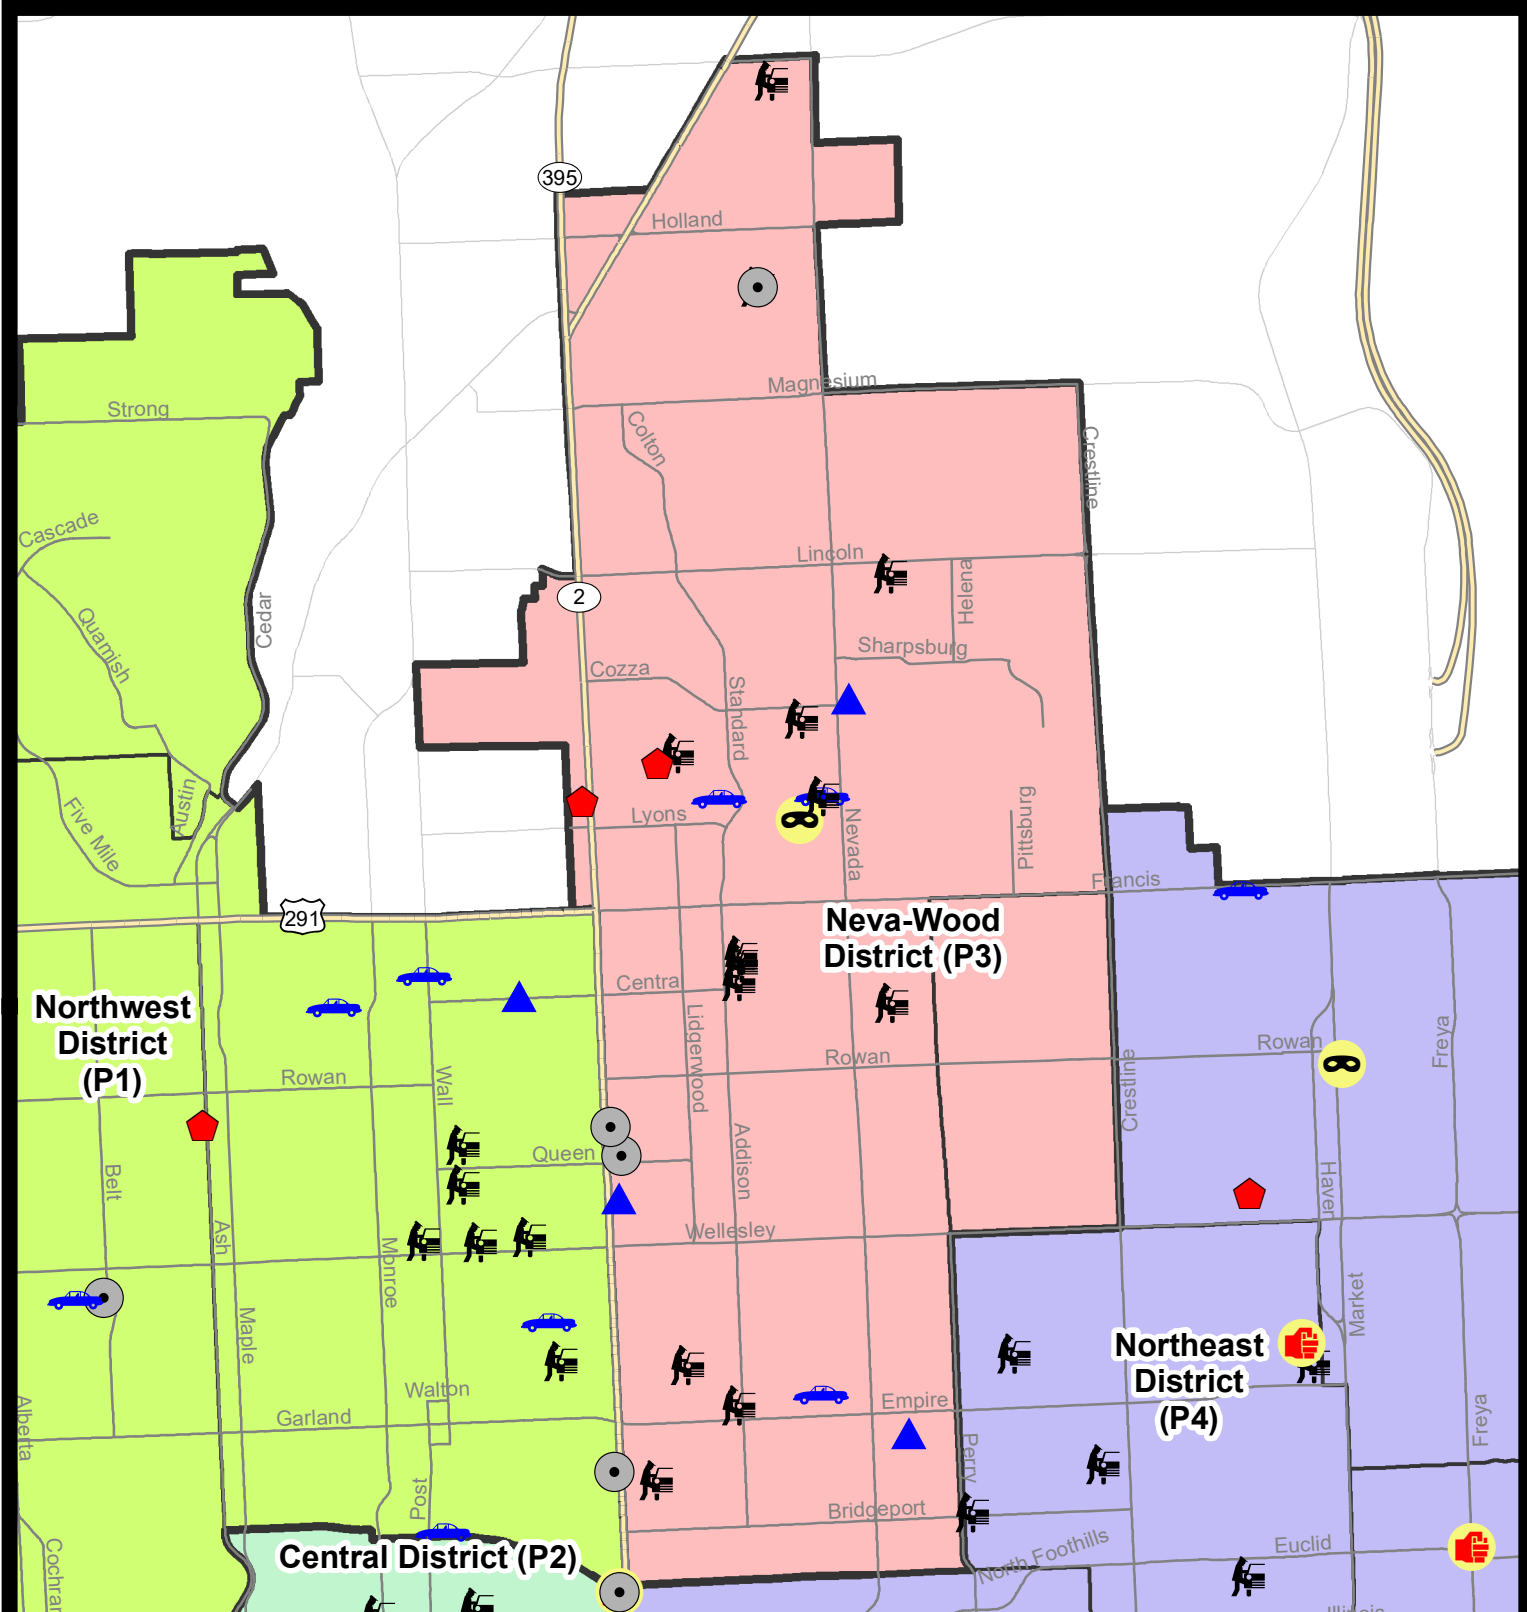 395
Holland
Magnesium
Strong
Colton
Crestline
Cascade
Lincoln
Helena
2
Cedar
Quamish
Sharpsburg
Cozza
Standard
Austin
Five Mile
Lyons
Nevada
Pittsburg
Francis
291
Neva-Wood
District (P3)
Centra
Northwest
District
(P1)
Lidgerwood
Rowan
Rowan
Freya
Rowan
Wall
Crestline
Queen
Addison
Belt
Haven
Ash
Wellesley
Monroe
Maple
Market
Northeast
District
(P4)
Walton
Empire
Garland
Alberta
Freya
Perry
Post
Bridgeport
Central District (P2)
North Foothills
Euclid
Cochran